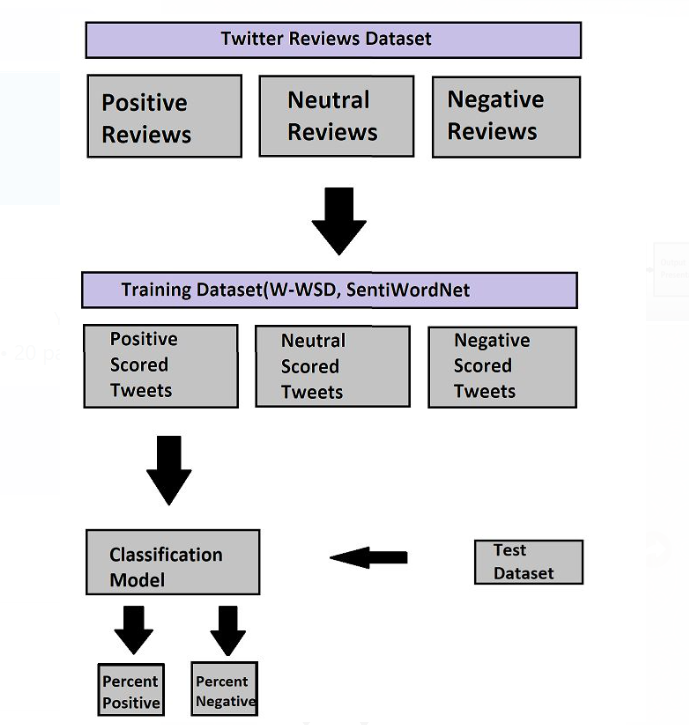 Twitter Reviews Dataset
Positive
Reviews
Neutral
Reviews
Negative
Reviews
Training Dataset(W-WSD, SentiWordNet
Positive
Scored
Tweets
Neutral
Scored
Tweets
Negative
Scored
Tweets
Classification
Model
Test
Dataset
Percent
Positive
Percent
Negative